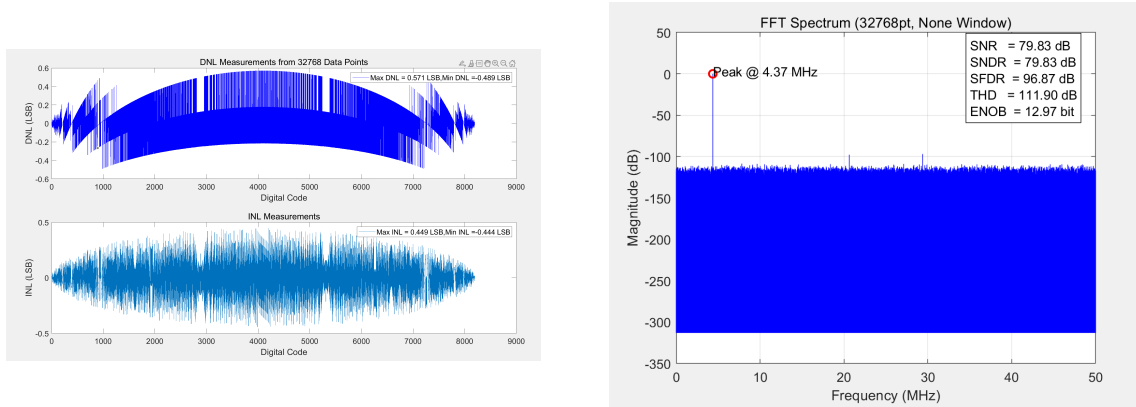 DNL Measurements from 32768 Data Points
Max DNL = 0.571 LSB,Min DNL =-0.489 LSB
DNL (LSB)
0.6
0.4
0.2
0
-0.2
-0.4
-0.6
0 1000 2000 3000 4000 5000 6000 7000 8000 9000
Digital Code
INL Measurements
Max INL = 0.449 LSB,Min INL =-0.444 LSB
INL (LSB)
0.5
0
-0.5
0 1000 2000 3000 4000 5000 6000 7000 8000 9000
Digital Code
FFT Spectrum (32768pt, None Window)
SNR = 79.83 dB
SNDR = 79.83 dB
SFDR = 96.87 dB
THD = 111.90 dB
ENOB = 12.97 bit
Peak @ 4.37 MHz
Magnitude (dB)
50
0
-50
-100
-150
-200
-250
-300
-350
0 10 20 30 40 50
Frequency (MHz)